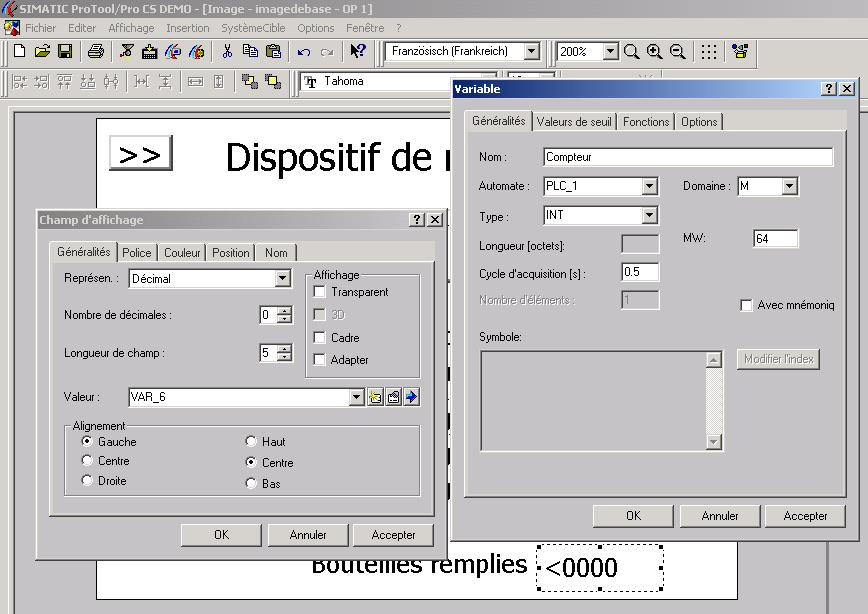 SIMATIC ProTool/Pro CS DEMO - [Image - imagedebase - OP 1]
Fichier Editer Affichage Insertion SystèmeCible Options Fenêtre ?
Französisch (Frankreich) 200%
Tahoma
>> Dispositif de
Champ d'affichage
Généralités Police Couleur Position Nom
Représen. : Décimal
Affichage
Transparent
3D
Cadre
Adapter
Nombre de décimales : 0
Longueur de champ : 5
Valeur : VAR_6
Alignement
Gauche Haut
Centre Centre
Droite Bas
OK Annuler Accepter
Variable
Généralités Valeurs de seuil Fonctions Options
Nom : Compteur
Automate : PLC_1 Domaine : M
Type : INT
Longueur [octets]: MW: 64
Cycle d'acquisition [s] : 0.5
Nombre d'éléments : 1 Avec mnémoniq
Symbole:
Modifier l'index
OK Annuler Accepter
Bouteilles remplies <0000